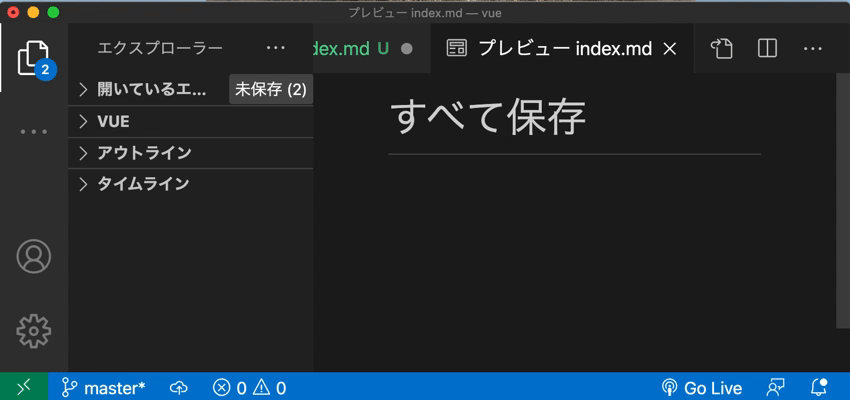 プレビュー index.md — vue
エクスプローラー ···
dex.md U ● プレビュー index.md ×
2
開いているエ... 未保存 (2)
VUE
アウトライン
タイムライン
すべて保存
master* 0 0 Go Live